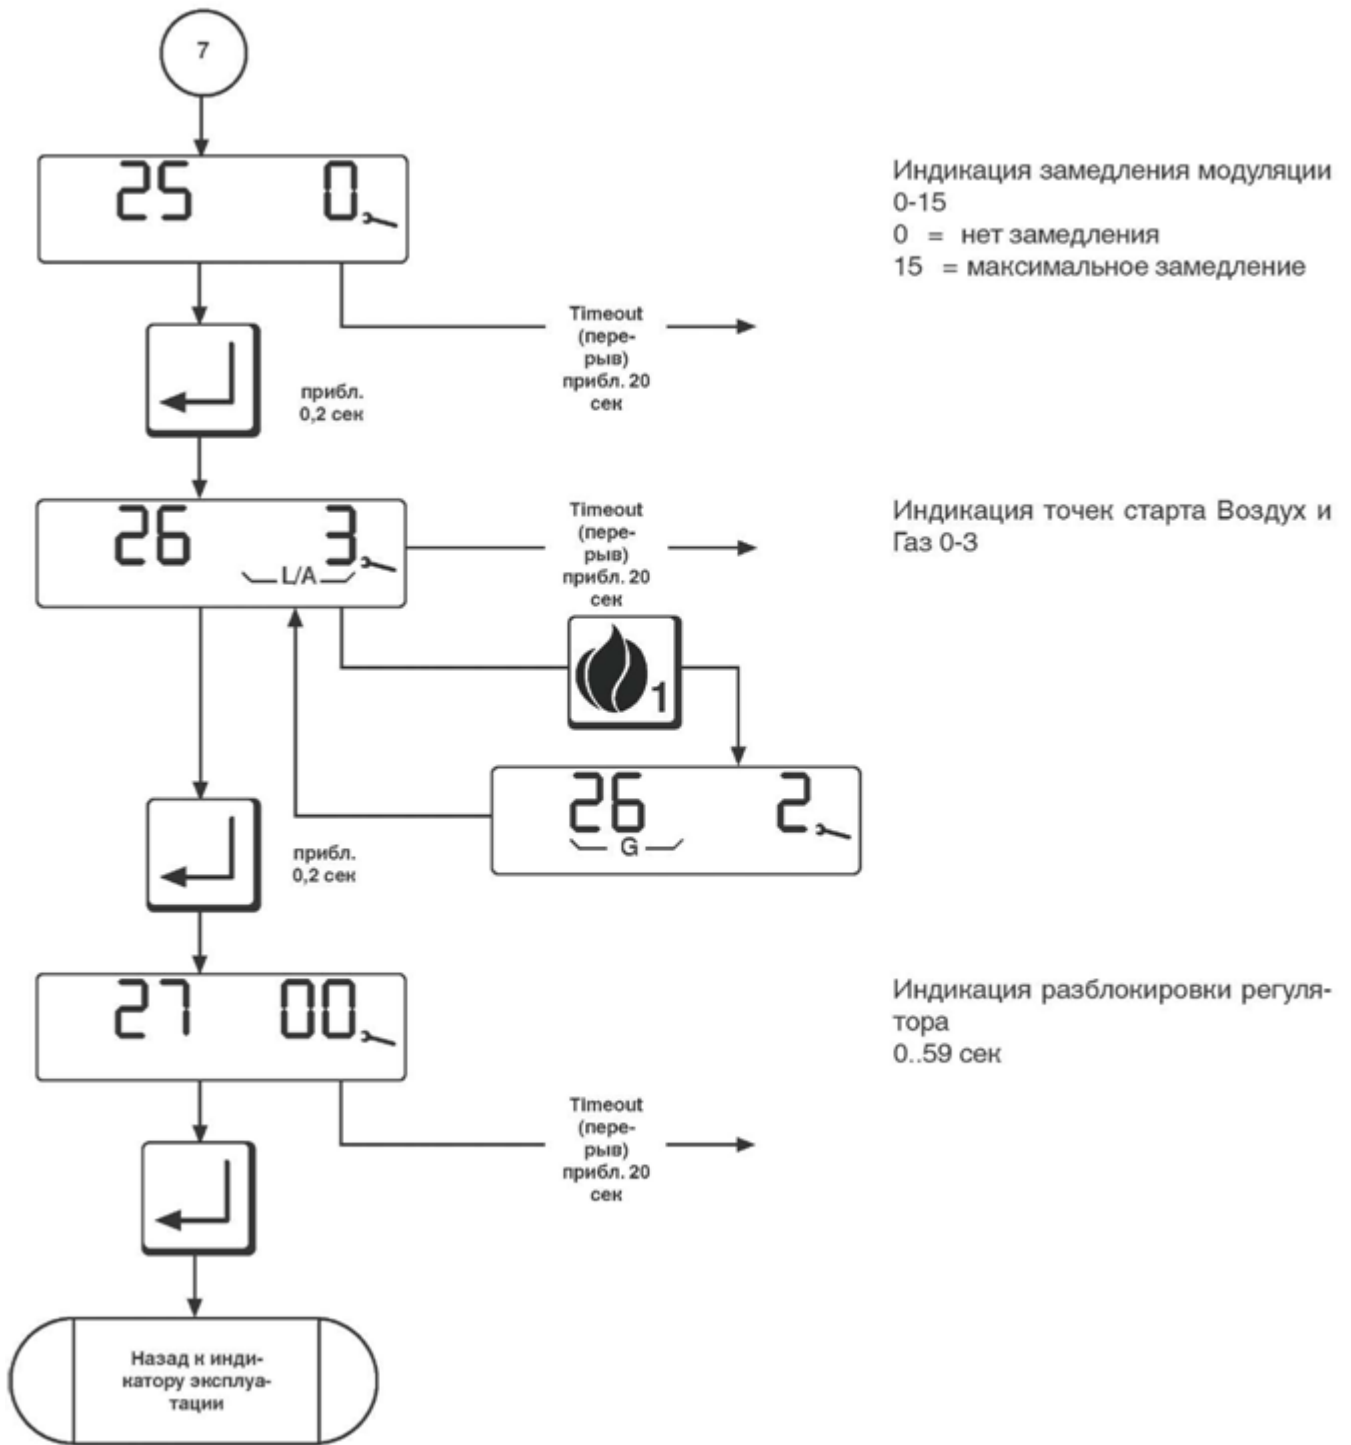 7
25 0
Индикация замедления модуляции
0-15
0 = нет замедления
15 = максимальное замедление
Timeout
(пере-
рыв)
прибл. 20
сек
прибл.
0,2 сек
26 3
L/A
Timeout
(пере-
рыв)
прибл. 20
сек
Индикация точек старта Воздух и
Газ 0-3
1
26 2
G
прибл.
0,2 сек
27 00
Индикация разблокировки регуля-
тора
0..59 сек
Timeout
(пере-
рыв)
прибл. 20
сек
Назад к инди-
катору эксплуа-
тации